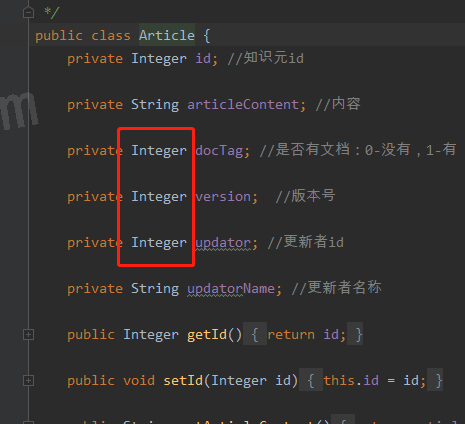 */
public class Article {
private Integer id; //知识元id
private String articleContent; //内容
private Integer docTag; //是否有文档：0-没有，1-有
private Integer version;  //版本号
private Integer updator; //更新者id
private String updatorName; //更新者名称
public Integer getId() { return id; }
public void setId(Integer id) { this.id = id; }